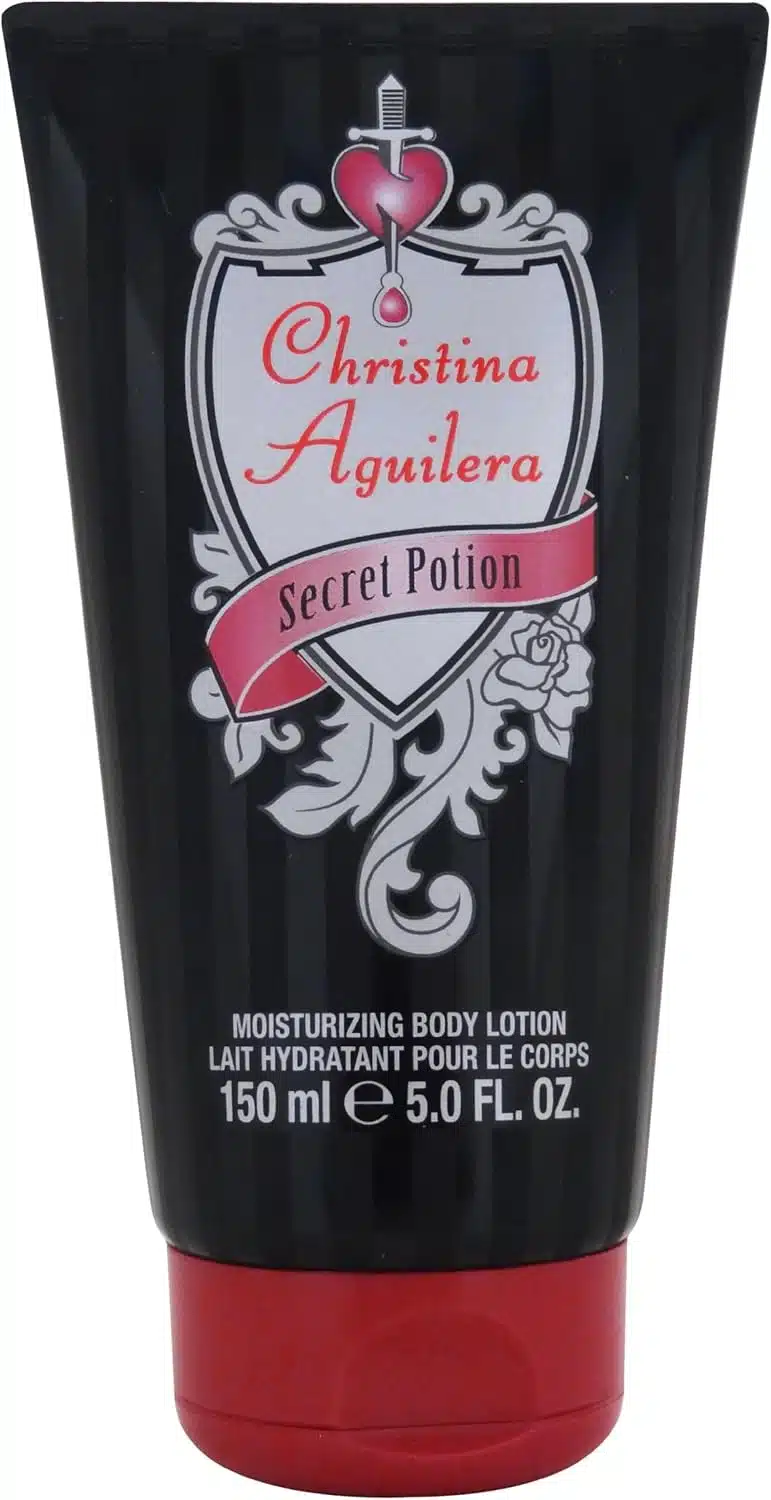 Christina
Aguilera
Secret Potion
MOISTURIZING BODY LOTION
LAIT HYDRATANT POUR LE CORPS
150 ml ℮ 5.0 FL. OZ.